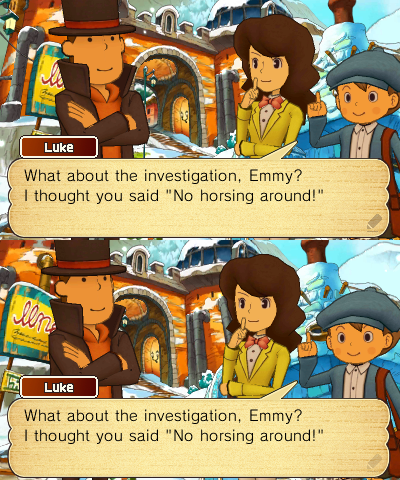 Luke
What about the investigation, Emmy?
I thought you said "No horsing around!"
Luke
What about the investigation, Emmy?
I thought you said "No horsing around!"